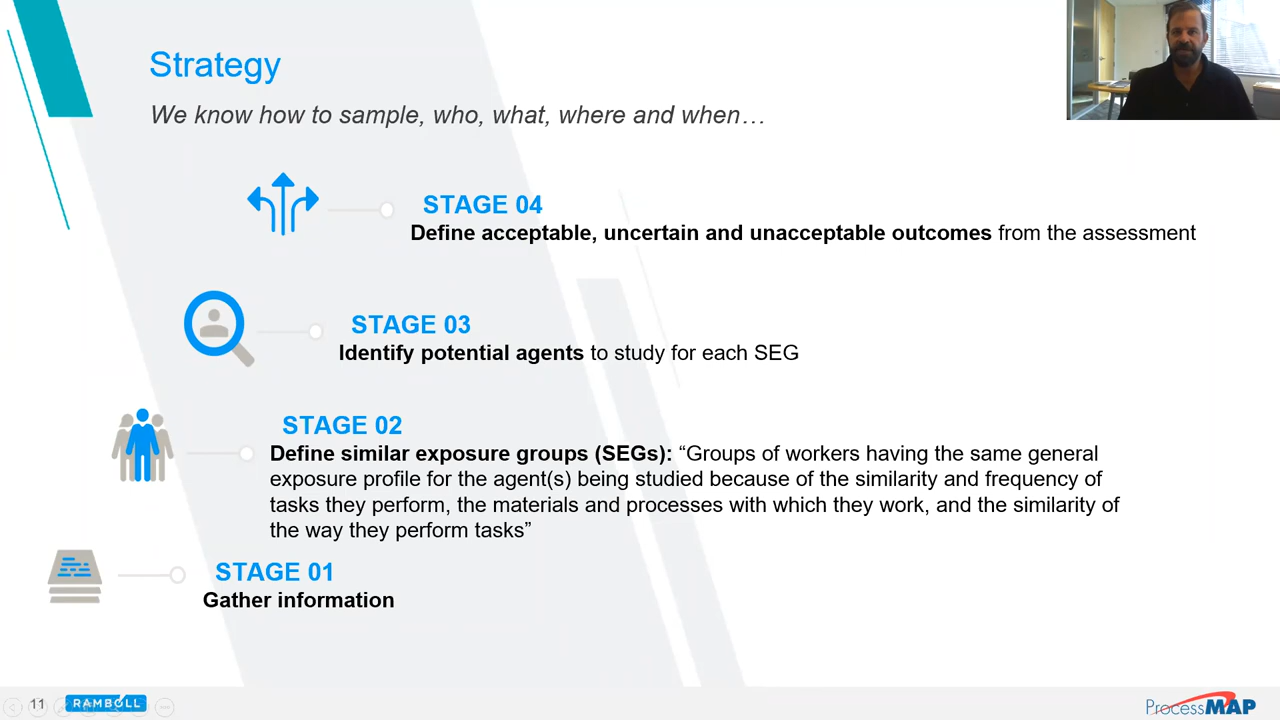 Strategy
We know how to sample, who, what, where and when…
STAGE 04
Define acceptable, uncertain and unacceptable outcomes from the assessment
STAGE 03
Identify potential agents to study for each SEG
STAGE 02
Define similar exposure groups (SEGs): “Groups of workers having the same general
exposure profile for the agent(s) being studied because of the similarity and frequency of
tasks they perform, the materials and processes with which they work, and the similarity of
the way they perform tasks”
STAGE 01
Gather information
11 RAMBOLL
ProcessMAP